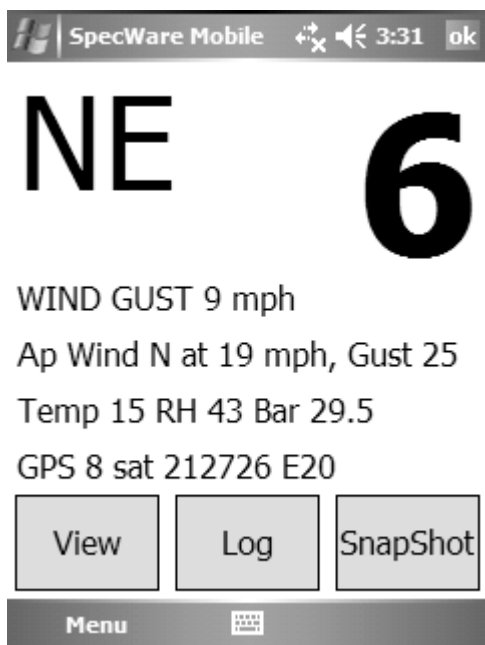 SpecWare Mobile 3:31 ok
NE 6
WIND GUST 9 mph
Ap Wind N at 19 mph, Gust 25
Temp 15 RH 43 Bar 29.5
GPS 8 sat 212726 E20
View Log SnapShot
Menu